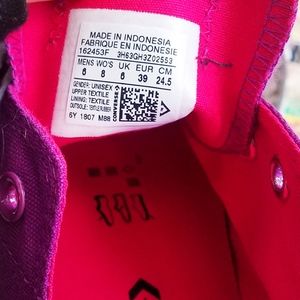 MADE IN INDONESIA
FABRIQUE EN INDONESIE
162453F 3H63GH3Z02553
MENS WO'S UK EUR CM
6 8 6 39 24.5
GENDER: UNISEX
UPPER: TEXTILE
LINING: TEXTILE
OUTSOLE: TEXTILE/RUBBER
6Y 1807 M88
CONVERSE